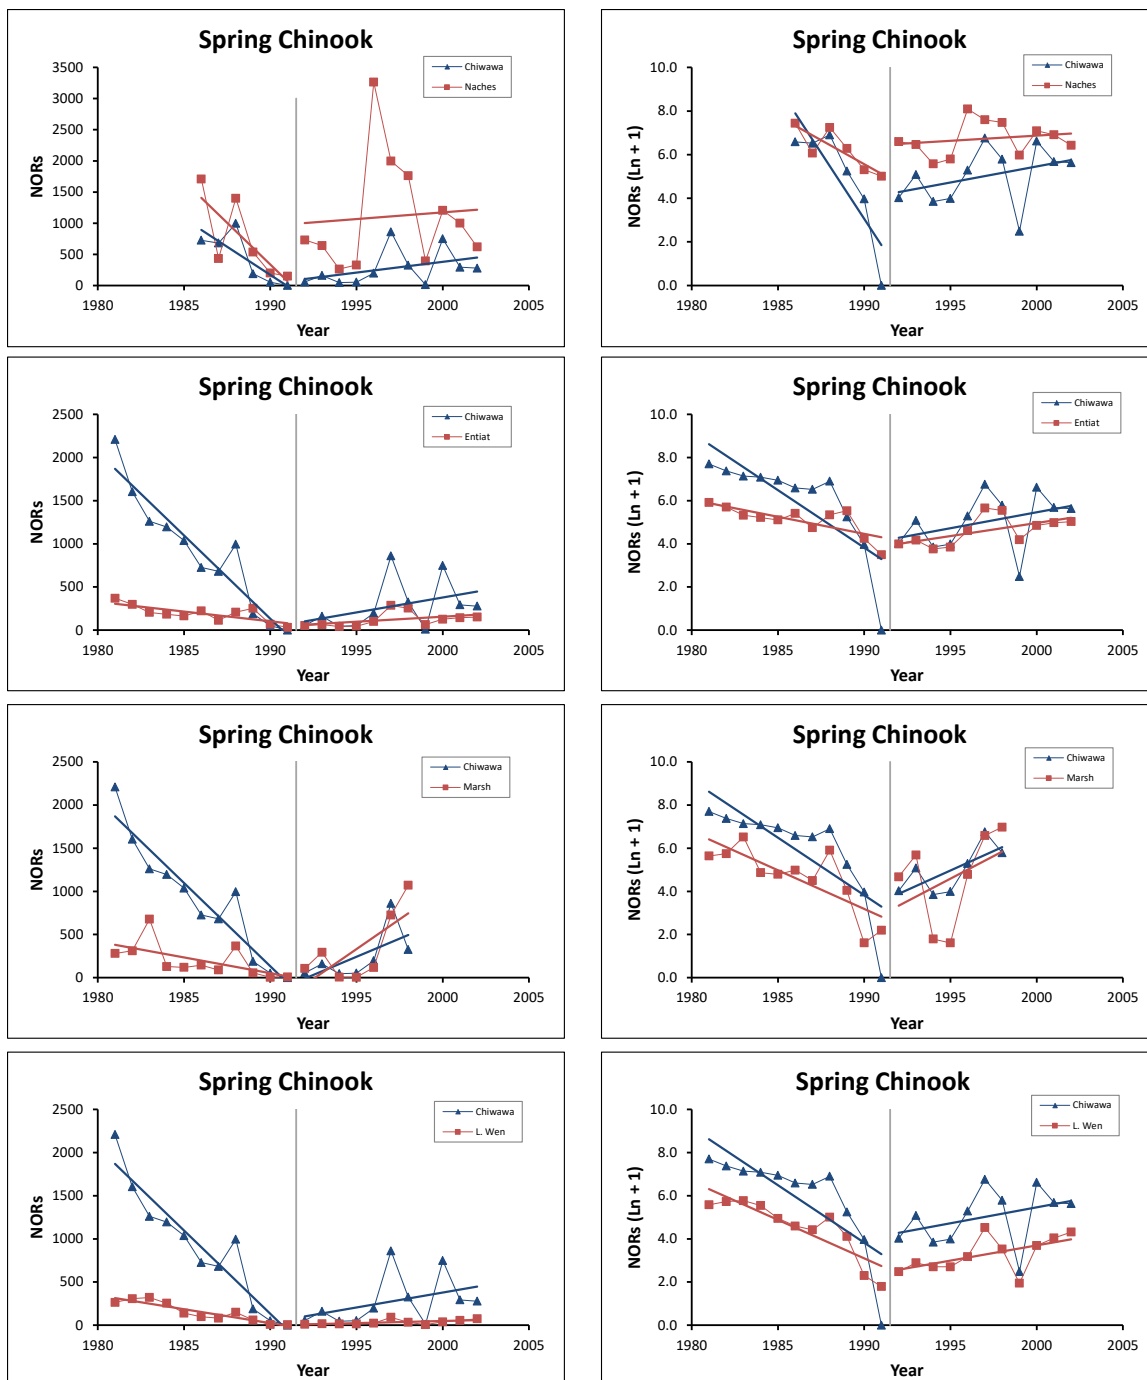 Spring Chinook
Chiwawa
Naches
NORs
3500
3000
2500
2000
1500
1000
500
0
1980 1985 1990 1995 2000 2005
Year
Spring Chinook
Chiwawa
Naches
NORs (Ln + 1)
10.0
8.0
6.0
4.0
2.0
0.0
1980 1985 1990 1995 2000 2005
Year
Spring Chinook
Chiwawa
Entiat
NORs
2500
2000
1500
1000
500
0
1980 1985 1990 1995 2000 2005
Year
Spring Chinook
Chiwawa
Entiat
NORs (Ln + 1)
10.0
8.0
6.0
4.0
2.0
0.0
1980 1985 1990 1995 2000 2005
Year
Spring Chinook
Chiwawa
Marsh
NORs
2500
2000
1500
1000
500
0
1980 1985 1990 1995 2000 2005
Year
Spring Chinook
Chiwawa
Marsh
NORs (Ln + 1)
10.0
8.0
6.0
4.0
2.0
0.0
1980 1985 1990 1995 2000 2005
Year
Spring Chinook
Chiwawa
L. Wen
NORs
2500
2000
1500
1000
500
0
1980 1985 1990 1995 2000 2005
Year
Spring Chinook
Chiwawa
L. Wen
NORs (Ln + 1)
10.0
8.0
6.0
4.0
2.0
0.0
1980 1985 1990 1995 2000 2005
Year